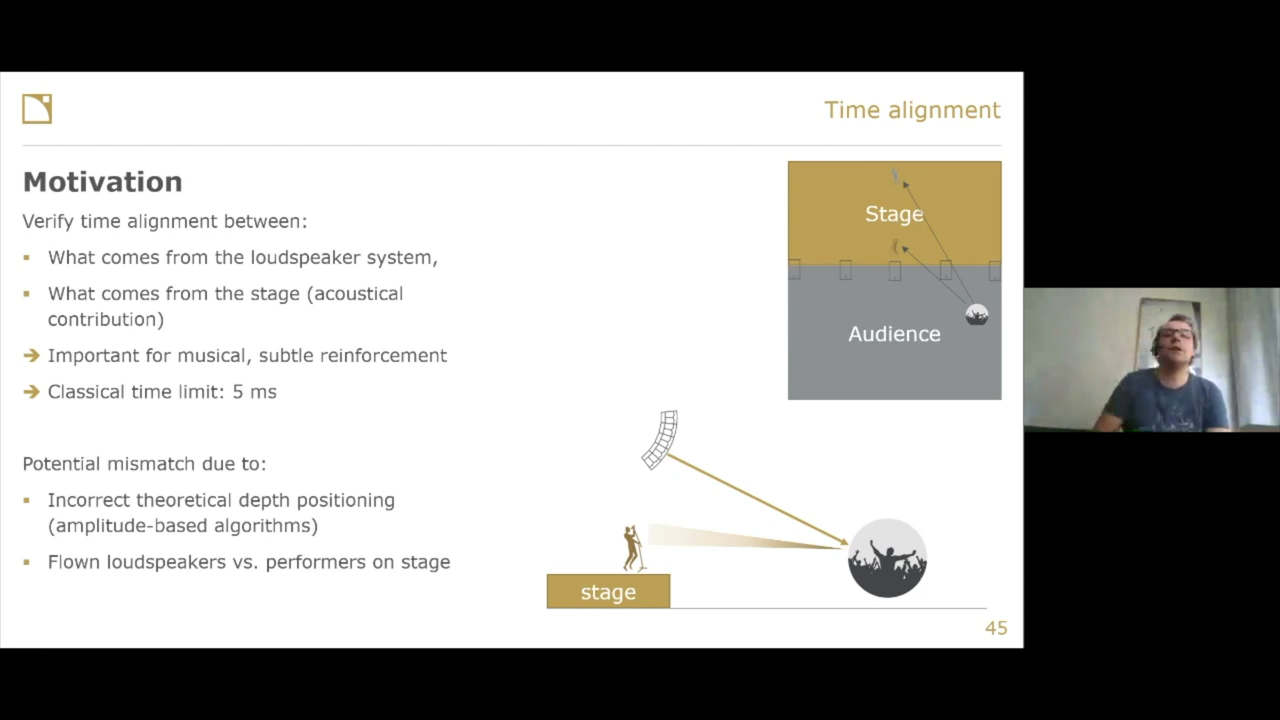 Time alignment
Motivation
Verify time alignment between:
▪ What comes from the loudspeaker system,
▪ What comes from the stage (acoustical
contribution)
➔ Important for musical, subtle reinforcement
➔ Classical time limit: 5 ms
Stage
Audience
Potential mismatch due to:
▪ Incorrect theoretical depth positioning
(amplitude-based algorithms)
▪ Flown loudspeakers vs. performers on stage
stage
45